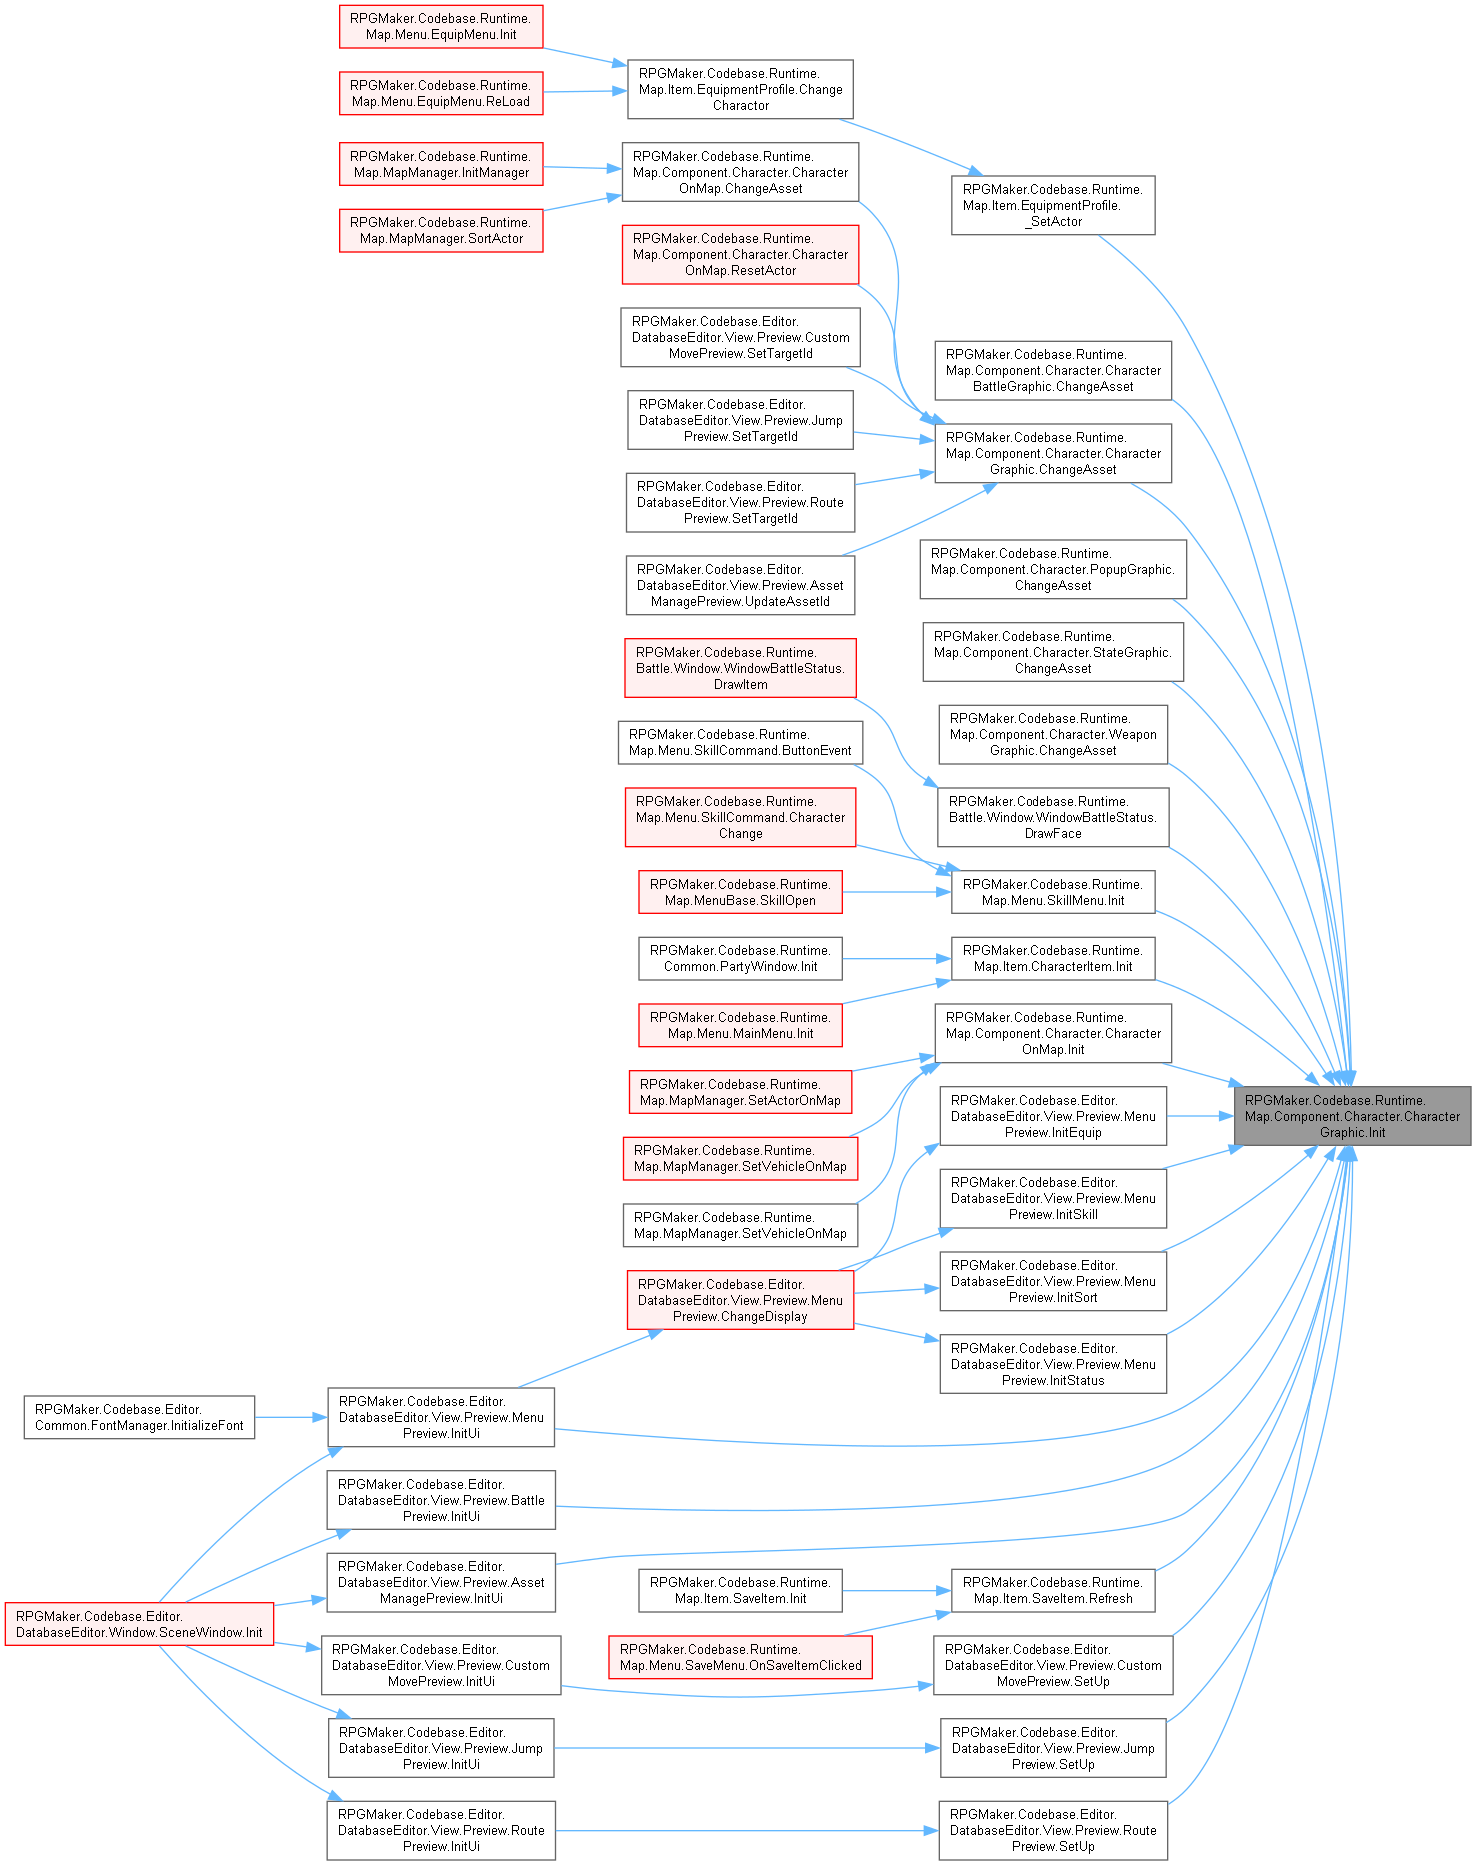 RPGMaker.Codebase.Runtime.
Map.Menu.EquipMenu.Init
RPGMaker.Codebase.Runtime.
Map.Menu.EquipMenu.ReLoad
RPGMaker.Codebase.Runtime.
Map.MapManager.InitManager
RPGMaker.Codebase.Runtime.
Map.MapManager.SortActor
RPGMaker.Codebase.Editor.
Common.FontManager.InitializeFont
RPGMaker.Codebase.Editor.
DatabaseEditor.Window.SceneWindow.Init
RPGMaker.Codebase.Editor.
DatabaseEditor.View.Preview.Menu
Preview.InitUi
RPGMaker.Codebase.Editor.
DatabaseEditor.View.Preview.Battle
Preview.InitUi
RPGMaker.Codebase.Editor.
DatabaseEditor.View.Preview.Asset
ManagePreview.InitUi
RPGMaker.Codebase.Editor.
DatabaseEditor.View.Preview.Custom
MovePreview.InitUi
RPGMaker.Codebase.Editor.
DatabaseEditor.View.Preview.Jump
Preview.InitUi
RPGMaker.Codebase.Editor.
DatabaseEditor.View.Preview.Route
Preview.InitUi
RPGMaker.Codebase.Runtime.
Map.Item.EquipmentProfile.Change
Charactor
RPGMaker.Codebase.Runtime.
Map.Component.Character.Character
OnMap.ChangeAsset
RPGMaker.Codebase.Runtime.
Map.Component.Character.Character
OnMap.ResetActor
RPGMaker.Codebase.Editor.
DatabaseEditor.View.Preview.Custom
MovePreview.SetTargetId
RPGMaker.Codebase.Editor.
DatabaseEditor.View.Preview.Jump
Preview.SetTargetId
RPGMaker.Codebase.Editor.
DatabaseEditor.View.Preview.Route
Preview.SetTargetId
RPGMaker.Codebase.Editor.
DatabaseEditor.View.Preview.Asset
ManagePreview.UpdateAssetId
RPGMaker.Codebase.Runtime.
Battle.Window.WindowBattleStatus.
DrawItem
RPGMaker.Codebase.Runtime.
Map.Menu.SkillCommand.ButtonEvent
RPGMaker.Codebase.Runtime.
Map.Menu.SkillCommand.Character
Change
RPGMaker.Codebase.Runtime.
Map.MenuBase.SkillOpen
RPGMaker.Codebase.Runtime.
Common.PartyWindow.Init
RPGMaker.Codebase.Runtime.
Map.Menu.MainMenu.Init
RPGMaker.Codebase.Runtime.
Map.MapManager.SetActorOnMap
RPGMaker.Codebase.Runtime.
Map.MapManager.SetVehicleOnMap
RPGMaker.Codebase.Runtime.
Map.MapManager.SetVehicleOnMap
RPGMaker.Codebase.Editor.
DatabaseEditor.View.Preview.Menu
Preview.ChangeDisplay
RPGMaker.Codebase.Runtime.
Map.Item.SaveItem.Init
RPGMaker.Codebase.Runtime.
Map.Menu.SaveMenu.OnSaveItemClicked
RPGMaker.Codebase.Runtime.
Map.Item.EquipmentProfile.
_SetActor
RPGMaker.Codebase.Runtime.
Map.Component.Character.Character
BattleGraphic.ChangeAsset
RPGMaker.Codebase.Runtime.
Map.Component.Character.Character
Graphic.ChangeAsset
RPGMaker.Codebase.Runtime.
Map.Component.Character.PopupGraphic.
ChangeAsset
RPGMaker.Codebase.Runtime.
Map.Component.Character.StateGraphic.
ChangeAsset
RPGMaker.Codebase.Runtime.
Map.Component.Character.Weapon
Graphic.ChangeAsset
RPGMaker.Codebase.Runtime.
Battle.Window.WindowBattleStatus.
DrawFace
RPGMaker.Codebase.Runtime.
Map.Menu.SkillMenu.Init
RPGMaker.Codebase.Runtime.
Map.Item.CharacterItem.Init
RPGMaker.Codebase.Runtime.
Map.Component.Character.Character
OnMap.Init
RPGMaker.Codebase.Editor.
DatabaseEditor.View.Preview.Menu
Preview.InitEquip
RPGMaker.Codebase.Editor.
DatabaseEditor.View.Preview.Menu
Preview.InitSkill
RPGMaker.Codebase.Editor.
DatabaseEditor.View.Preview.Menu
Preview.InitSort
RPGMaker.Codebase.Editor.
DatabaseEditor.View.Preview.Menu
Preview.InitStatus
RPGMaker.Codebase.Runtime.
Map.Item.SaveItem.Refresh
RPGMaker.Codebase.Editor.
DatabaseEditor.View.Preview.Custom
MovePreview.SetUp
RPGMaker.Codebase.Editor.
DatabaseEditor.View.Preview.Jump
Preview.SetUp
RPGMaker.Codebase.Editor.
DatabaseEditor.View.Preview.Route
Preview.SetUp
RPGMaker.Codebase.Runtime.
Map.Component.Character.Character
Graphic.Init